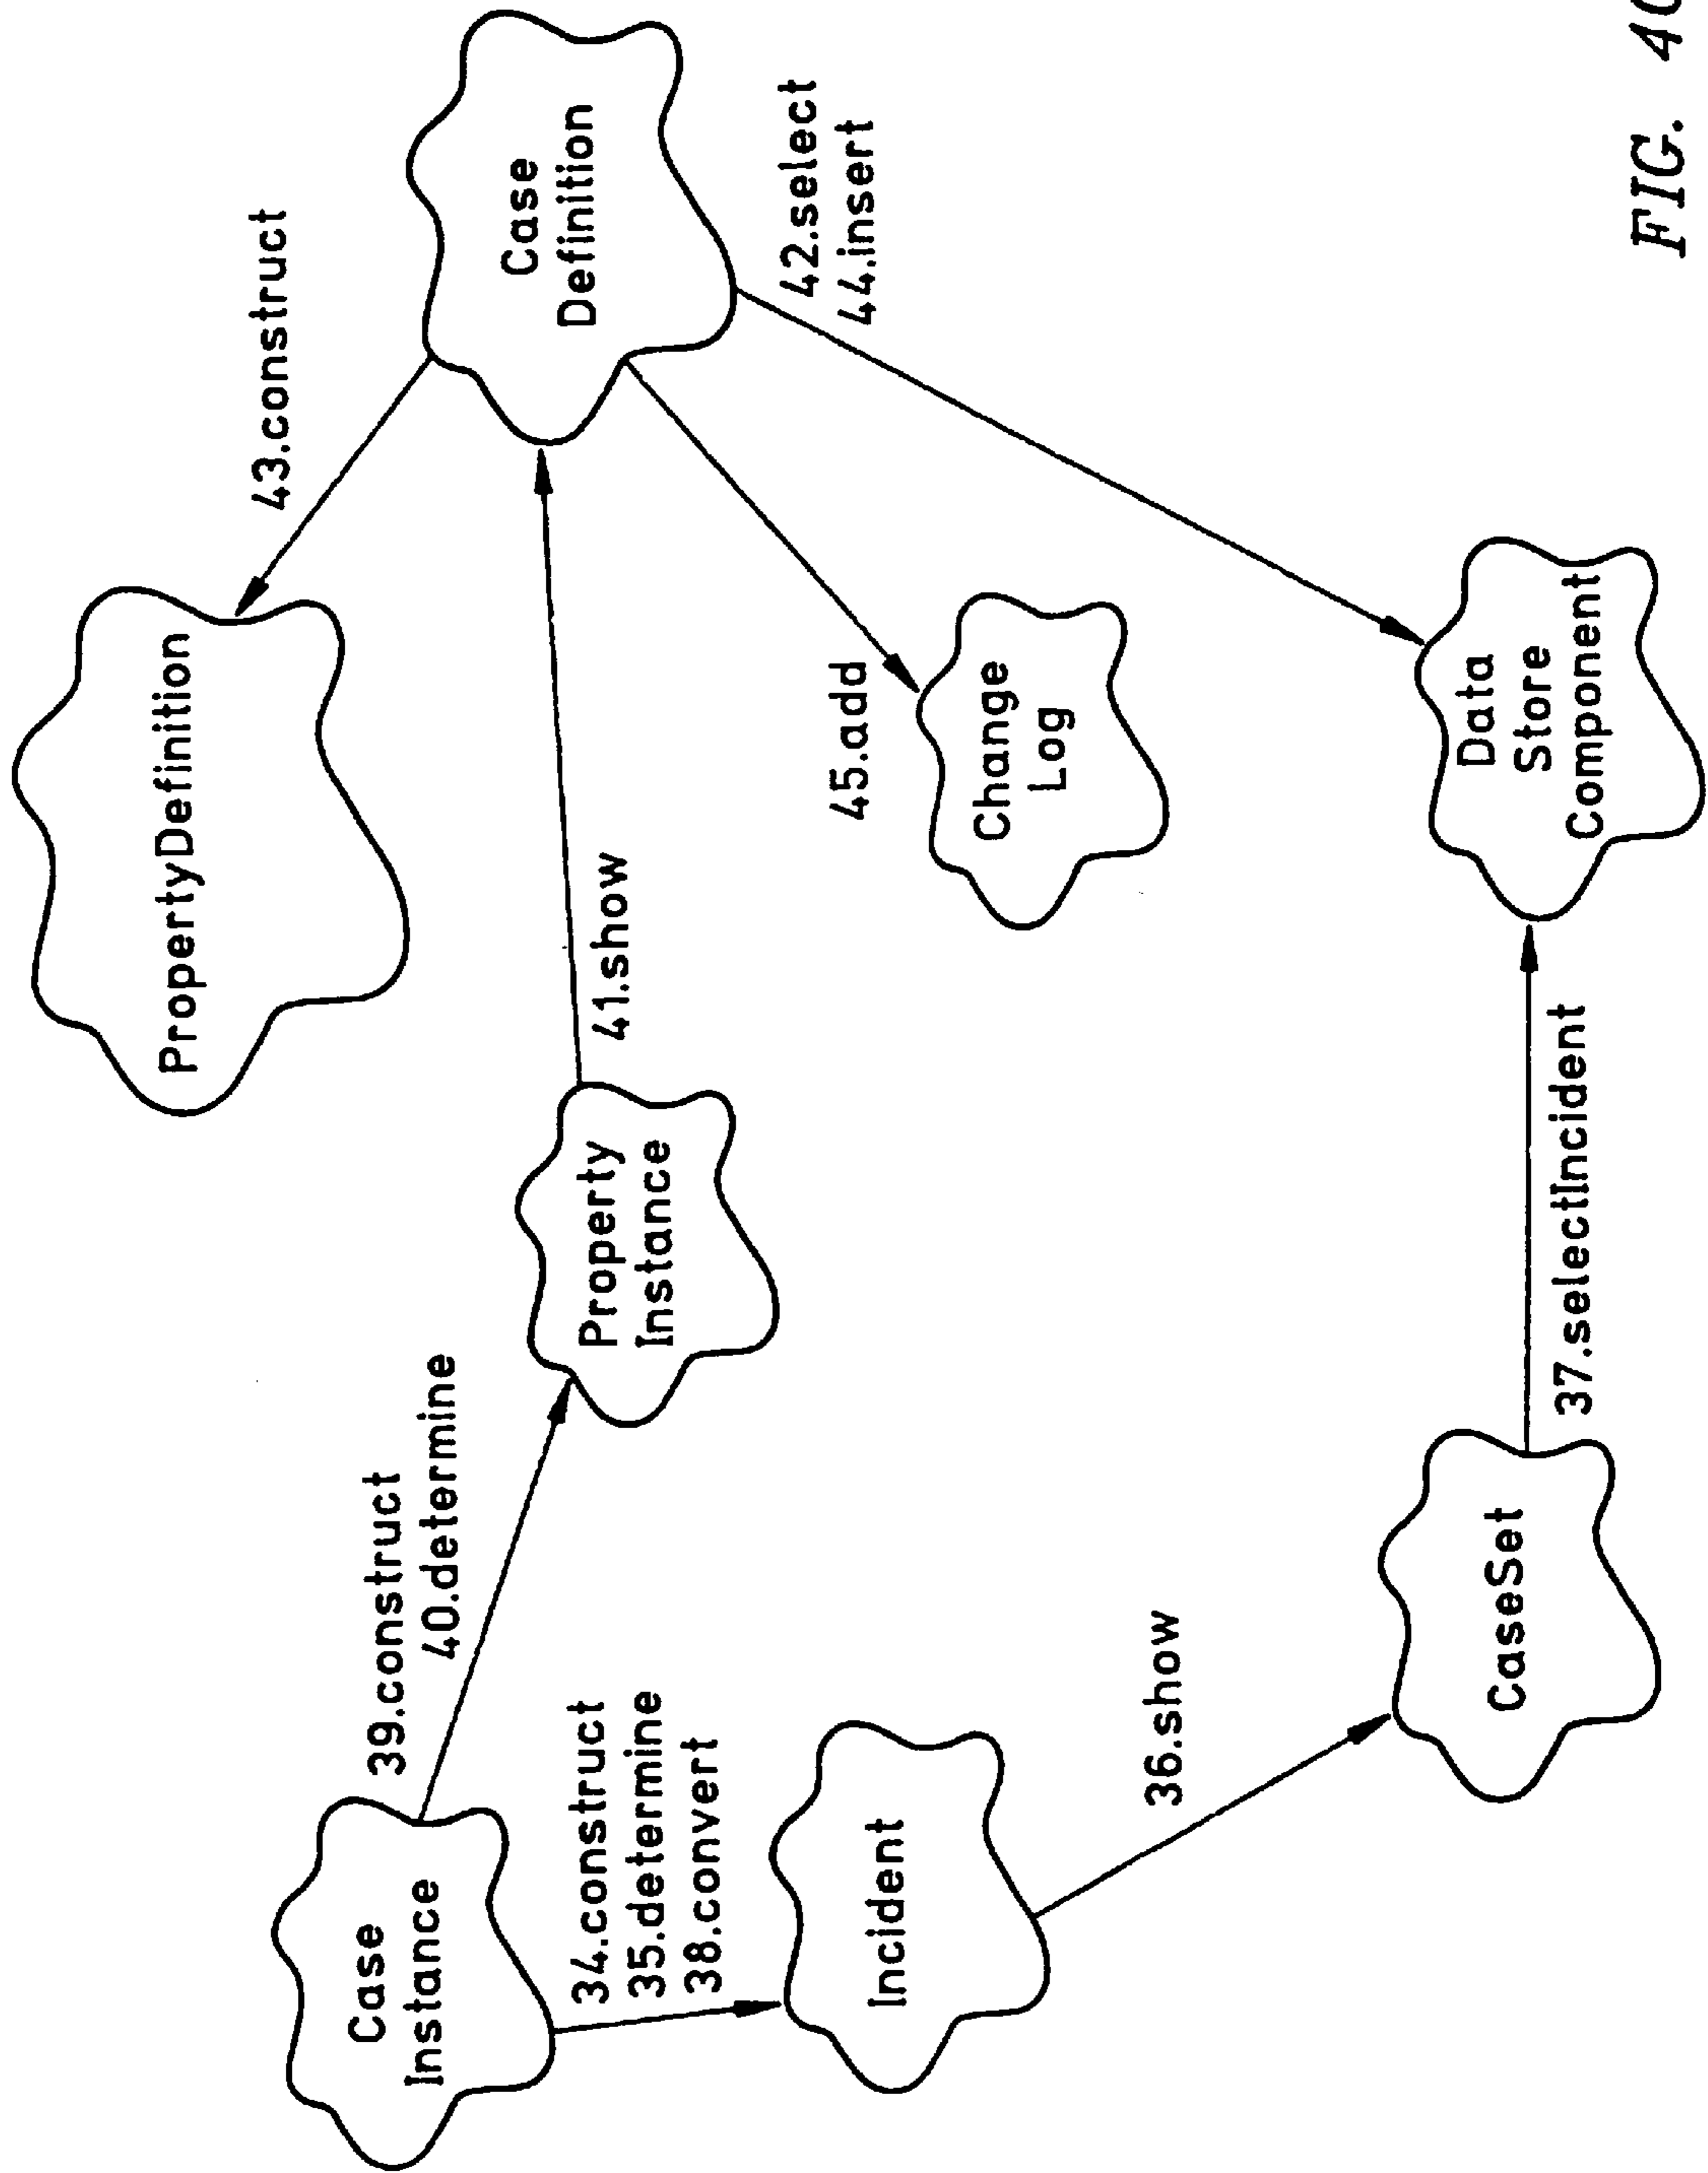 PropertyDefinition
43.construct
Case
Instance
39.construct
40.determine
Case
Definition
34.construct
35.determine
38.convert
Property
Instance
41.show
42.select
44.insert
Incident
45.add
Change
Log
36.show
CaseSet
37.selectIncident
Data
Store
Component
FIG.